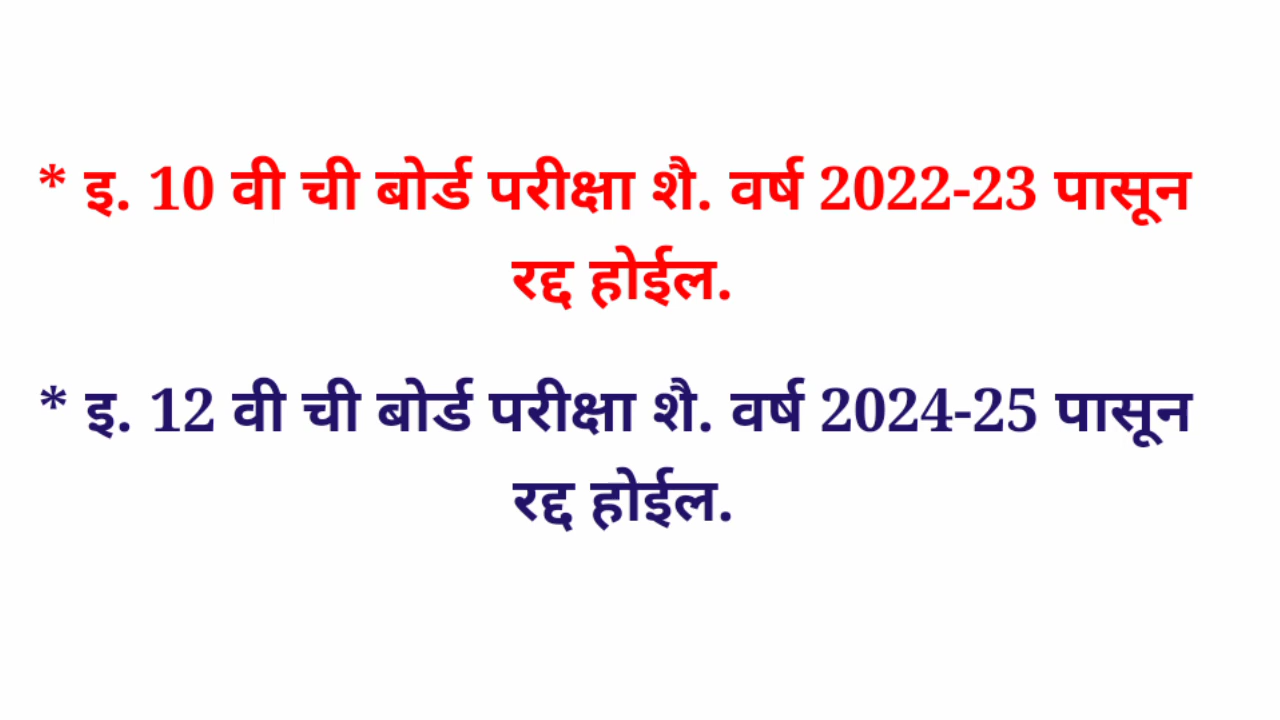 * इ. 10 वी ची बोर्ड परीक्षा शै. वर्ष 2022-23 पासून
रद्द होईल.
* इ. 12 वी ची बोर्ड परीक्षा शै. वर्ष 2024-25 पासून
रद्द होईल.